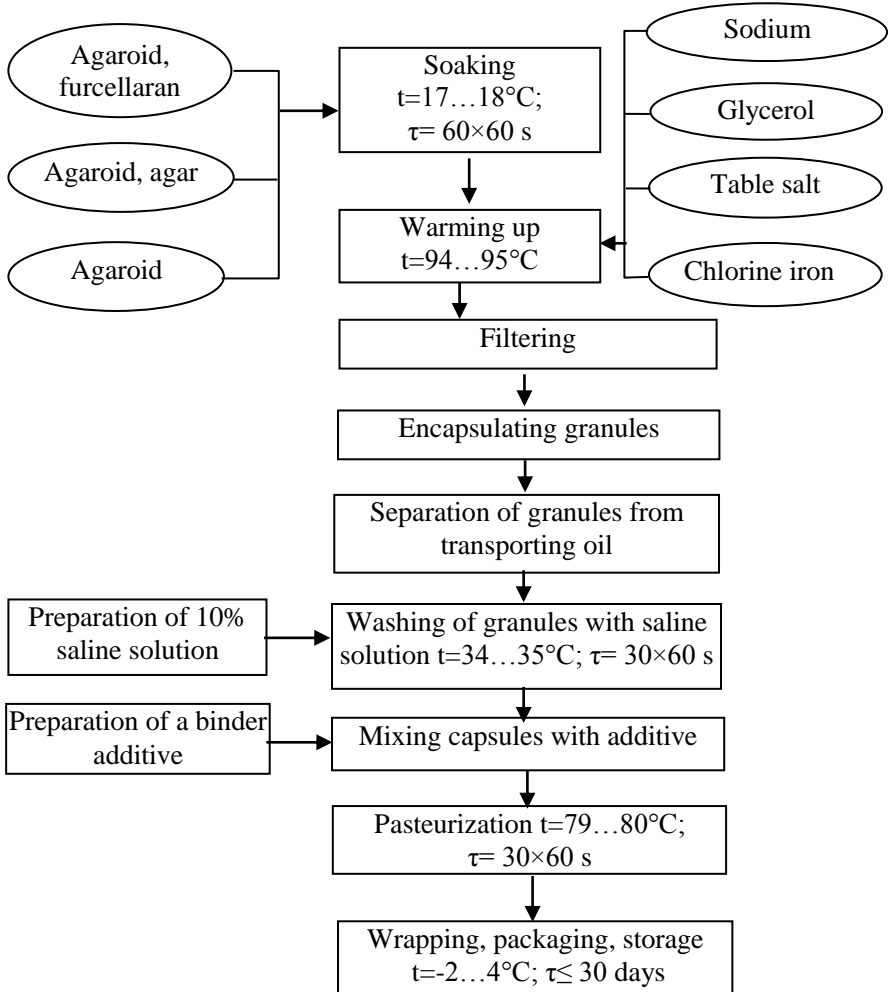 Agaroid,
furcellaran
Agaroid, agar
Agaroid
Soaking
t=17…18°C;
τ= 60×60 s
Sodium
Glycerol
Table salt
Chlorine iron
Warming up
t=94…95°C
Filtering
Encapsulating granules
Separation of granules from
transporting oil
Preparation of 10%
saline solution
Washing of granules with saline
solution t=34…35°C; τ= 30×60 s
Preparation of a binder
additive
Mixing capsules with additive
Pasteurization t=79…80°C;
τ= 30×60 s
Wrapping, packaging, storage
t=-2…4°C; τ≤ 30 days